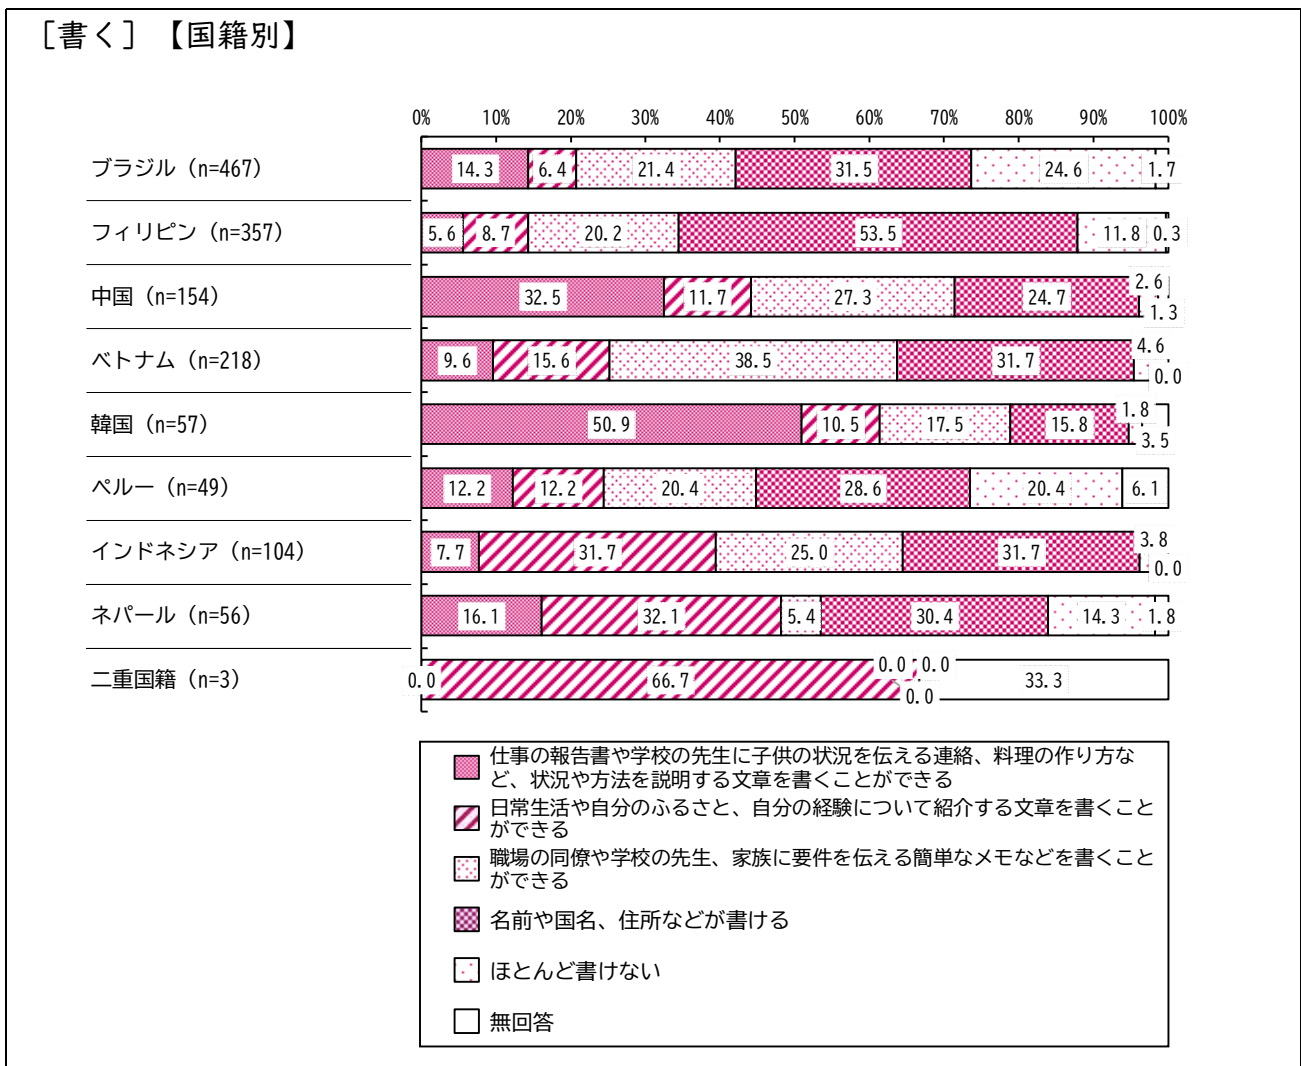 ［書く］【国籍別】
0% 10% 20% 30% 40% 50% 60% 70% 80% 90% 100%
ブラジル（n=467） 14.3 6.4 21.4 31.5 24.6 1.7
フィリピン（n=357） 5.6 8.7 20.2 53.5 11.8 0.3
中国（n=154） 32.5 11.7 27.3 24.7 2.6 1.3
ベトナム（n=218） 9.6 15.6 38.5 31.7 4.6 0.0
韓国（n=57） 50.9 10.5 17.5 15.8 1.8 3.5
ペルー（n=49） 12.2 12.2 20.4 28.6 20.4 6.1
インドネシア（n=104） 7.7 31.7 25.0 31.7 3.8 0.0
ネパール（n=56） 16.1 32.1 5.4 30.4 14.3 1.8
二重国籍（n=3） 0.0 66.7 0.0 0.0 0.0 33.3
仕事の報告書や学校の先生に子供の状況を伝える連絡、料理の作り方な
ど、状況や方法を説明する文章を書くことができる
日常生活や自分のふるさと、自分の経験について紹介する文章を書くこと
ができる
職場の同僚や学校の先生、家族に要件を伝える簡単なメモなどを書くこと
ができる
名前や国名、住所などが書ける
ほとんど書けない
無回答